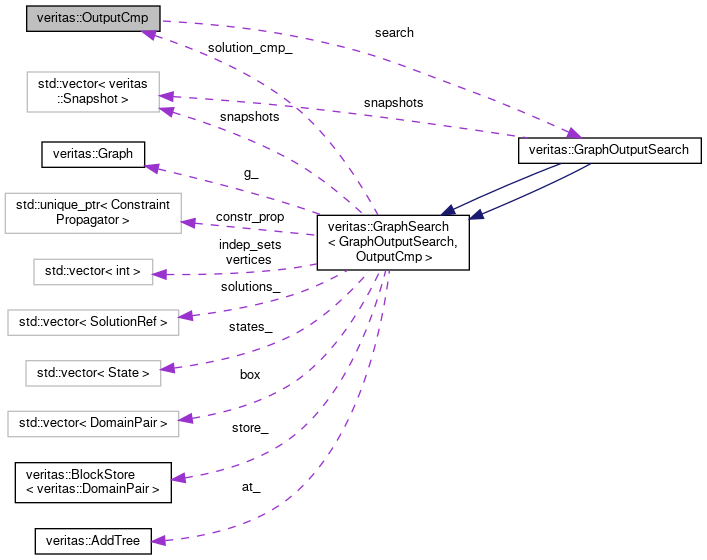 veritas::OutputCmp
search
solution_cmp_
std::vector< veritas
::Snapshot >
snapshots
snapshots
veritas::GraphOutputSearch
veritas::Graph
g_
std::unique_ptr< Constraint
Propagator >
constr_prop
veritas::GraphSearch
< GraphOutputSearch,
OutputCmp >
indep_sets
vertices
std::vector< int >
solutions_
std::vector< SolutionRef >
states_
std::vector< State >
box
std::vector< DomainPair >
store_
veritas::BlockStore
< veritas::DomainPair >
at_
veritas::AddTree